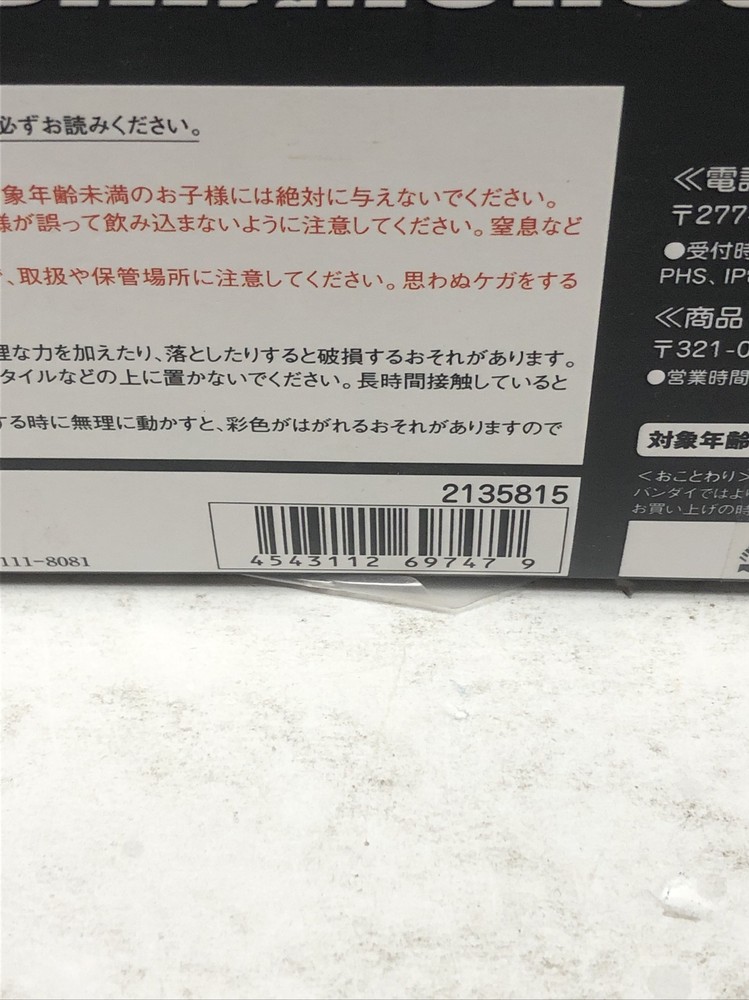 必ずお読みください。
象年齢未満のお子様には絶対に与えないでください。
様が誤って飲み込まないように注意してください。窒息など
、取扱や保管場所に注意してください。思わぬケガをする
理な力を加えたり、落としたりすると破損するおそれがあります。
タイルなどの上に置かないでください。長時間接触していると
する時に無理に動かすと、彩色がはがれるおそれがありますので
2135815
4543112 697479
111-8081
≪電話
〒277
●受付時
PHS、IP
≪商品
〒321-0
●営業時間
対象年齢
<おことわり>
バンダイではより
お買い上げの時